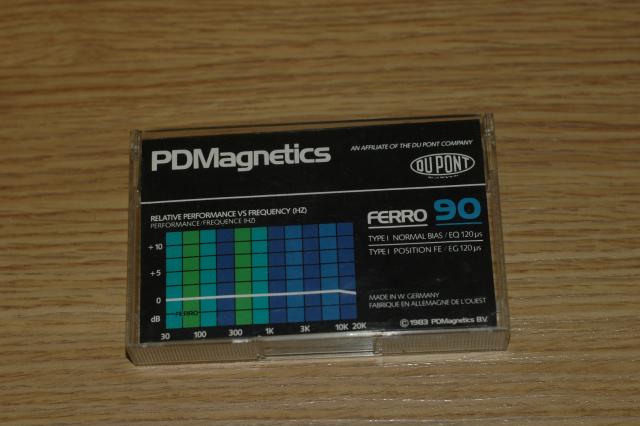 PDMagnetics
AN AFFILIATE OF THE DU PONT COMPANY
DU PONT
RELATIVE PERFORMANCE VS FREQUENCY (HZ)
PERFORMANCE/FREQUENCE (HZ)
FERRO 90
TYPE I NORMAL BIAS / EQ 120 µs
TYPE I POSITION FE / EG 120 µs
+10
+5
0
dB
FERRO
30 100 300 1K 3K 10K 20K
MADE IN W. GERMANY
FABRIQUE EN ALLEMAGNE DE L'OUEST
© 1983 PDMagnetics B.V.